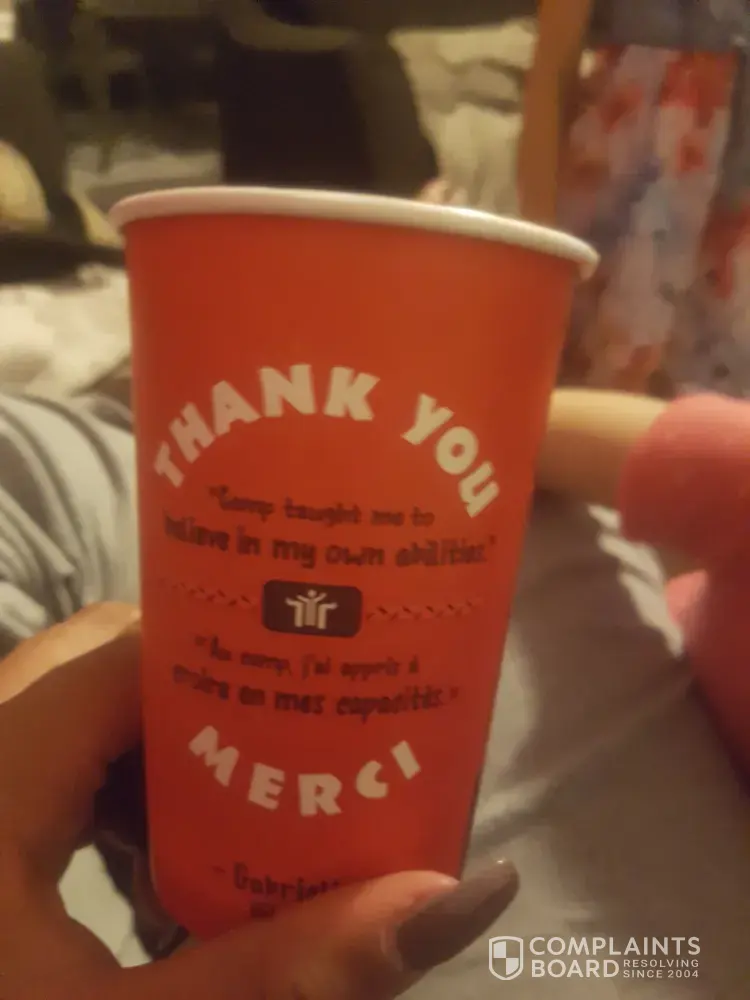 THANK YOU
"Camp taught me to
believe in my own abilities."
"Au camp, j'ai appris à
croire en mes capacités."
MERCI
COMPLAINTS
BOARD RESOLVING
SINCE 2004